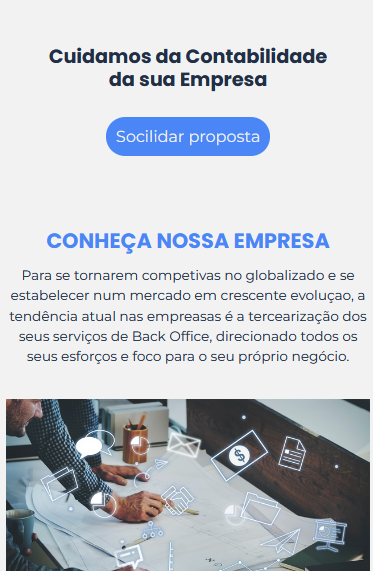 Cuidamos da Contabilidade
da sua Empresa
Socilidar proposta
CONHEÇA NOSSA EMPRESA
Para se tornarem competivas no globalizado e se
estabelecer num mercado em crescente evoluçao, a
tendência atual nas empreasas é a tercearização dos
seus serviços de Back Office, direcionado todos os
seus esforços e foco para o seu próprio negócio.
$